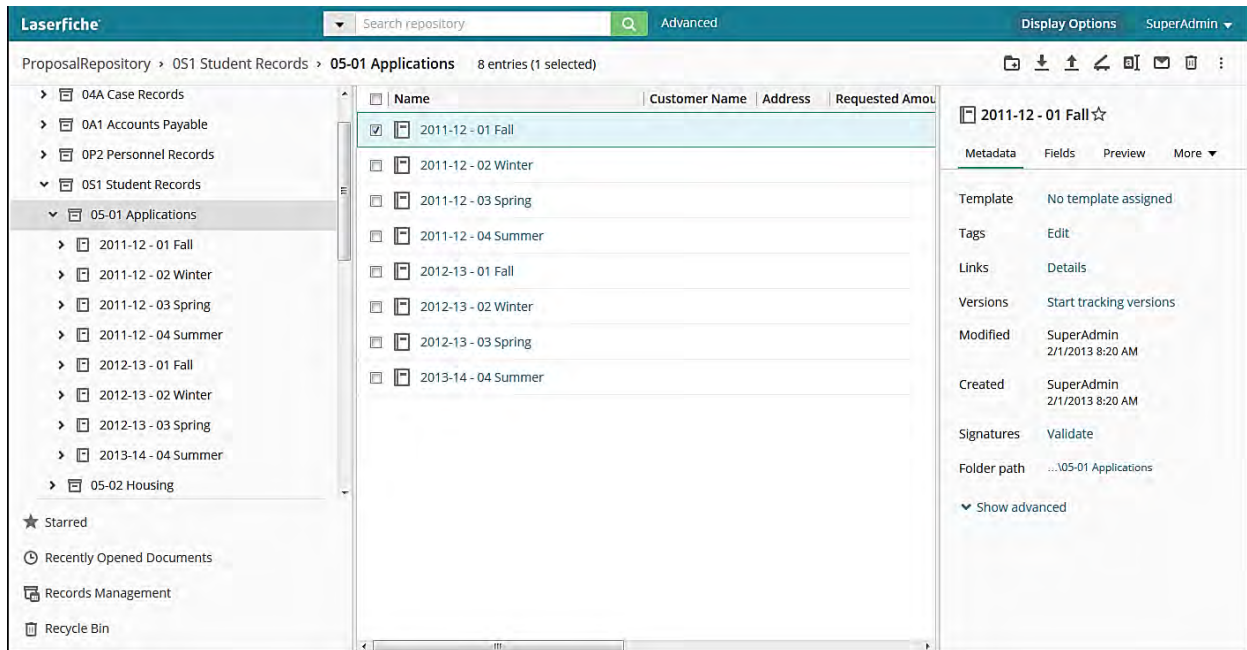 Laserfiche
Search repository
Advanced
Display Options
SuperAdmin
ProposalRepository › 0S1 Student Records › 05-01 Applications 8 entries (1 selected)
04A Case Records
0A1 Accounts Payable
0P2 Personnel Records
0S1 Student Records
05-01 Applications
2011-12 - 01 Fall
2011-12 - 02 Winter
2011-12 - 03 Spring
2011-12 - 04 Summer
2012-13 - 01 Fall
2012-13 - 02 Winter
2012-13 - 03 Spring
2013-14 - 04 Summer
05-02 Housing
Starred
Recently Opened Documents
Records Management
Recycle Bin
Name Customer Name Address Requested Amou
2011-12 - 01 Fall
2011-12 - 02 Winter
2011-12 - 03 Spring
2011-12 - 04 Summer
2012-13 - 01 Fall
2012-13 - 02 Winter
2012-13 - 03 Spring
2013-14 - 04 Summer
2011-12 - 01 Fall
Metadata Fields Preview More
Template No template assigned
Tags Edit
Links Details
Versions Start tracking versions
Modified SuperAdmin
2/1/2013 8:20 AM
Created SuperAdmin
2/1/2013 8:20 AM
Signatures Validate
Folder path ...\05-01 Applications
Show advanced